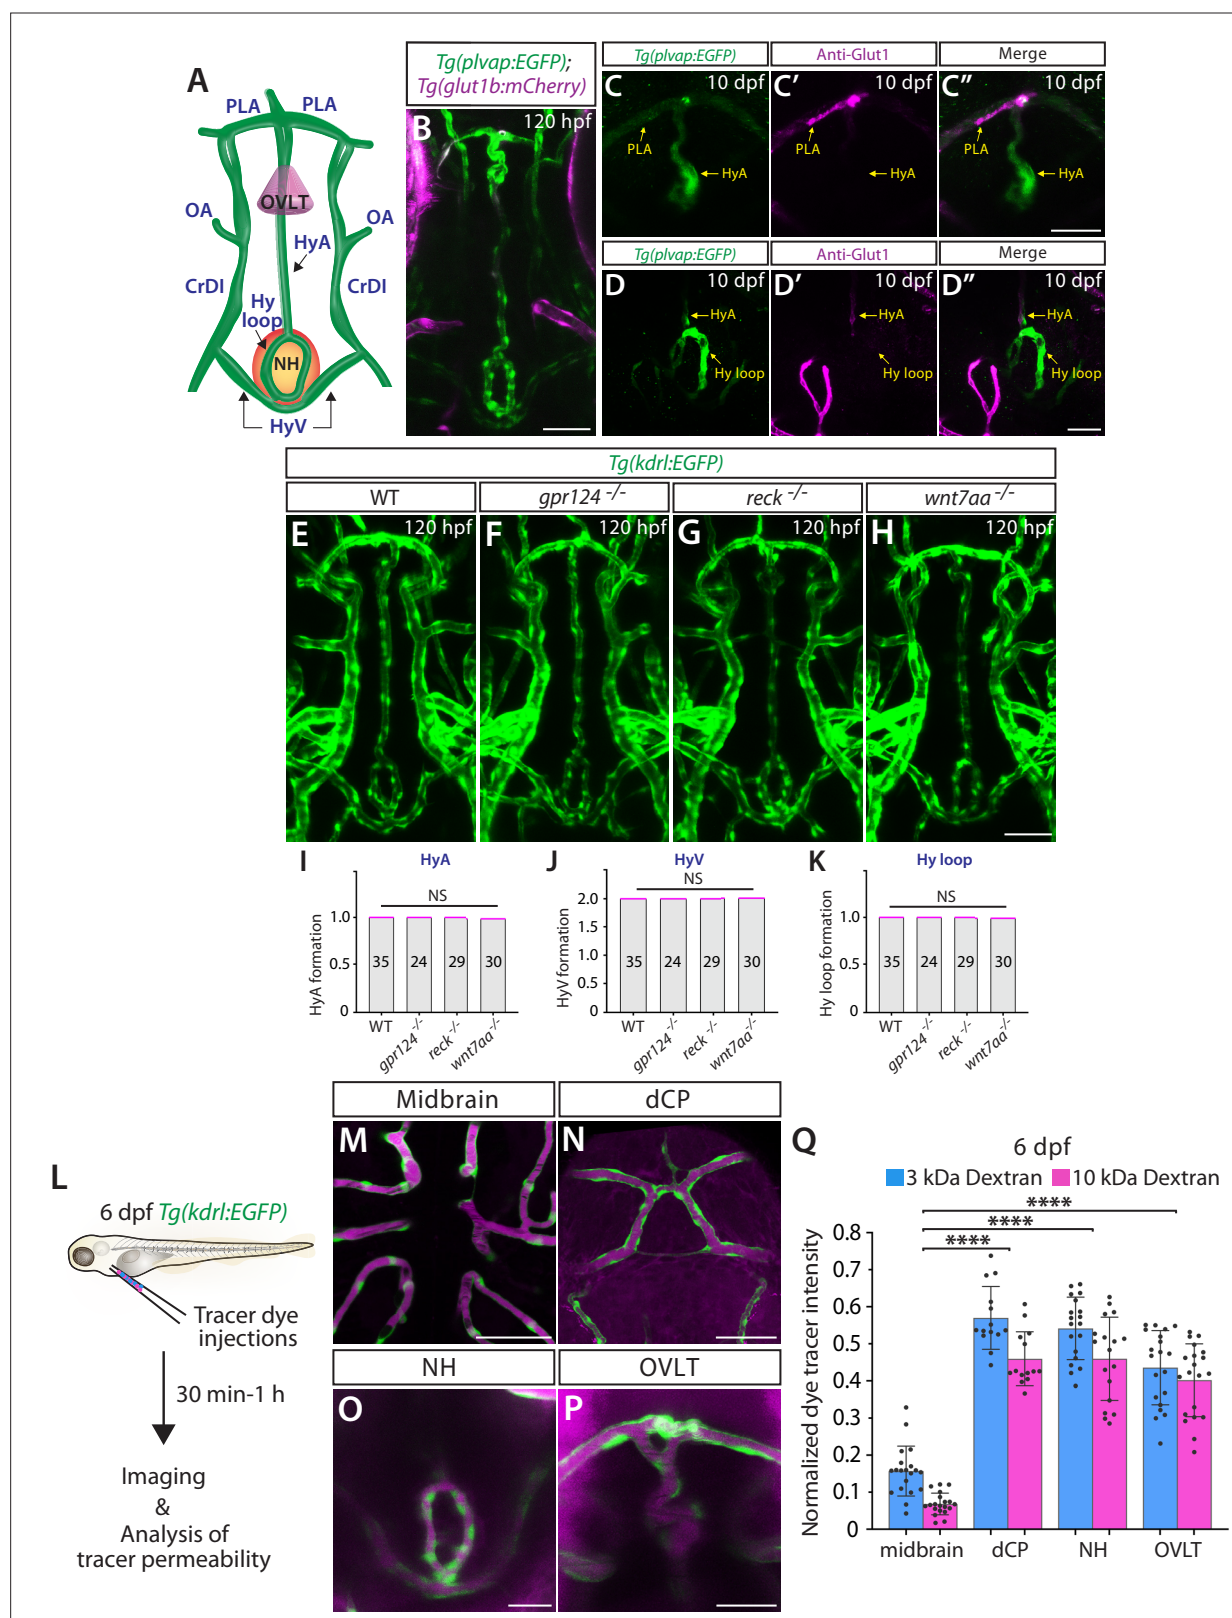 A
PLA
PLA
OVLT
OA
OA
HyA
CrDI
CrDI
Hy
loop
NH
HyV
Tg(plvap:EGFP);
Tg(glut1b:mCherry)
B
120 hpf
Tg(plvap:EGFP)
Anti-Glut1
Merge
C
10 dpf
PLA
HyA
C′
10 dpf
PLA
HyA
C′′
10 dpf
PLA
HyA
Tg(plvap:EGFP)
Anti-Glut1
Merge
D
10 dpf
HyA
Hy loop
D′
10 dpf
HyA
Hy loop
D′′
10 dpf
HyA
Hy loop
Tg(kdrl:EGFP)
WT
gpr124 -/-
reck -/-
wnt7aa -/-
E
120 hpf
F
120 hpf
G
120 hpf
H
120 hpf
I
HyA
NS
HyA formation
1.0
0.5
0
35
24
29
30
WT
gpr124 -/-
reck -/-
wnt7aa -/-
J
HyV
NS
HyV formation
2.0
1.5
1.0
0.5
0
35
24
29
30
WT
gpr124 -/-
reck -/-
wnt7aa -/-
K
Hy loop
NS
Hy loop formation
1.0
0.5
0
35
24
29
30
WT
gpr124 -/-
reck -/-
wnt7aa -/-
L
6 dpf Tg(kdrl:EGFP)
Tracer dye
injections
30 min-1 h
Imaging
&
Analysis of
tracer permeability
Midbrain
dCP
M
N
NH
OVLT
O
P
Q
6 dpf
3 kDa Dextran
10 kDa Dextran
****
****
****
Normalized dye tracer intensity
0.8
0.7
0.6
0.5
0.4
0.3
0.2
0.1
0
midbrain
dCP
NH
OVLT